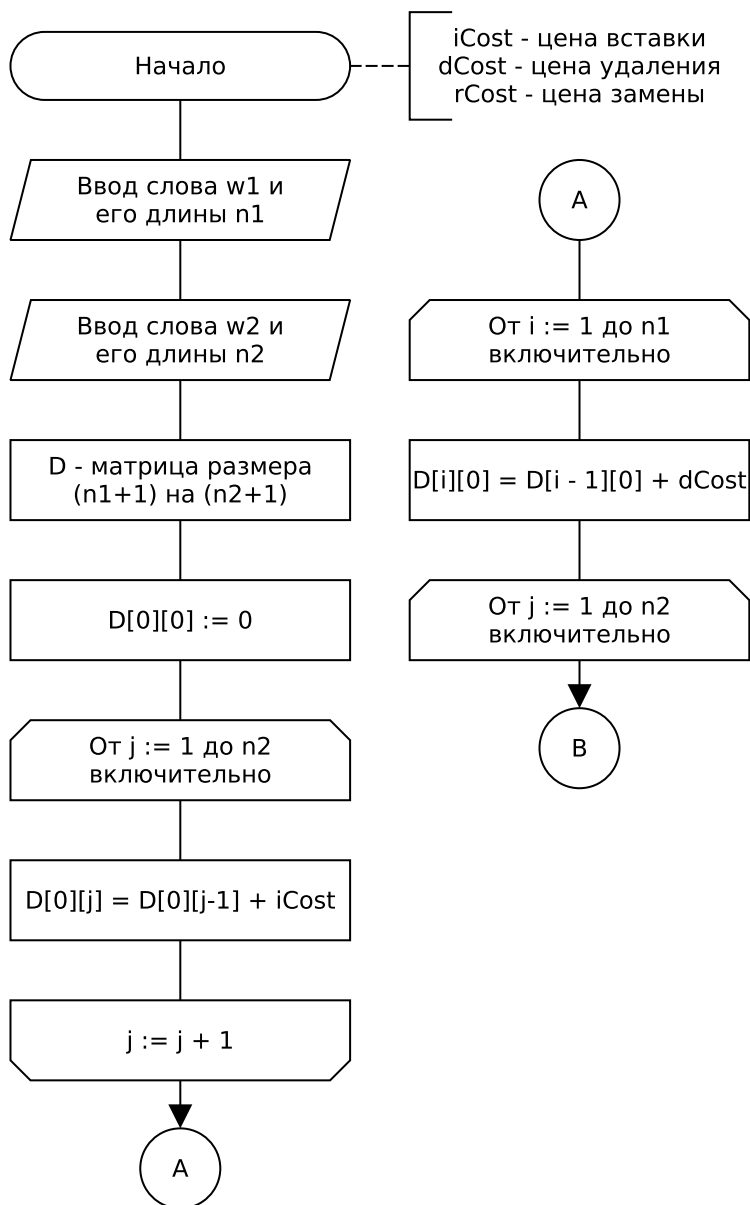 Начало
iCost - цена вставки
dCost - цена удаления
rCost - цена замены
Ввод слова w1 и
его длины n1
Ввод слова w2 и
его длины n2
D - матрица размера
(n1+1) на (n2+1)
D[0][0] := 0
От j := 1 до n2
включительно
D[0][j] = D[0][j-1] + iCost
j := j + 1
A
A
От i := 1 до n1
включительно
D[i][0] = D[i - 1][0] + dCost
От j := 1 до n2
включительно
B